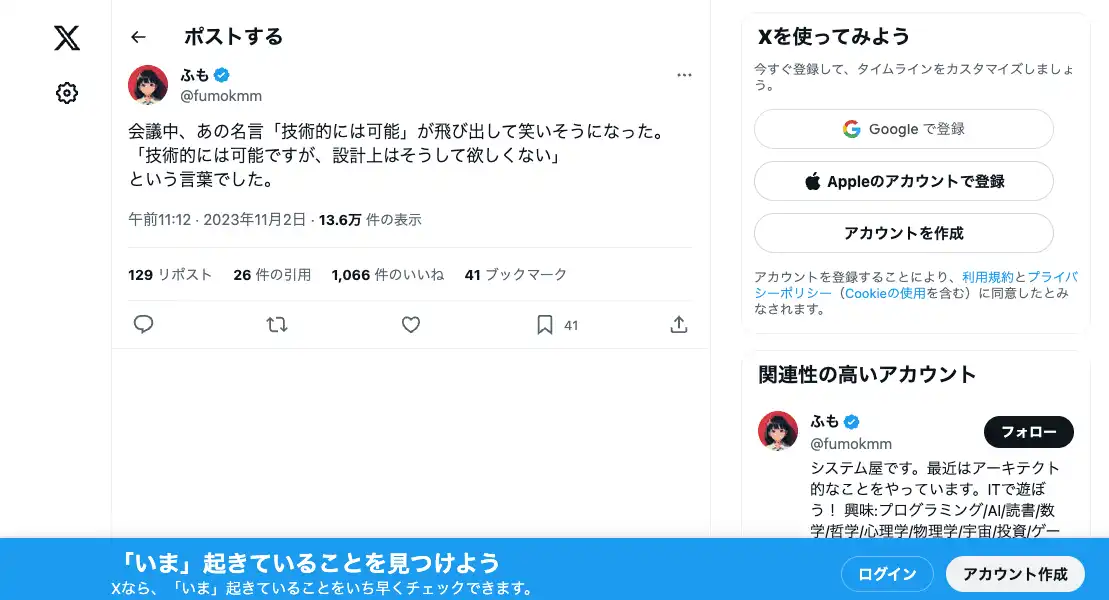 ポストする
ふも
@fumokmm
会議中、あの名言「技術的には可能」が飛び出して笑いそうになった。
「技術的には可能ですが、設計上はそうして欲しくない」
という言葉でした。
午前11:12 · 2023年11月2日 · 13.6万 件の表示
129 リポスト 26 件の引用 1,066 件のいいね 41 ブックマーク
41
Xを使ってみよう
今すぐ登録して、タイムラインをカスタマイズしましょ
う。
Google で登録
Appleのアカウントで登録
アカウントを作成
アカウントを登録することにより、利用規約とプライバ
シーポリシー（Cookieの使用を含む）に同意したとみ
なされます。
関連性の高いアカウント
ふも
@fumokmm
フォロー
システム屋です。最近はアーキテクト
的なことをやっています。ITで遊ぼ
う！ 興味:プログラミング/AI/読書/数
学/哲学/心理学/物理学/宇宙/投資/ゲー
「いま」起きていることを見つけよう
Xなら、「いま」起きていることをいち早くチェックできます。
ログイン
アカウント作成